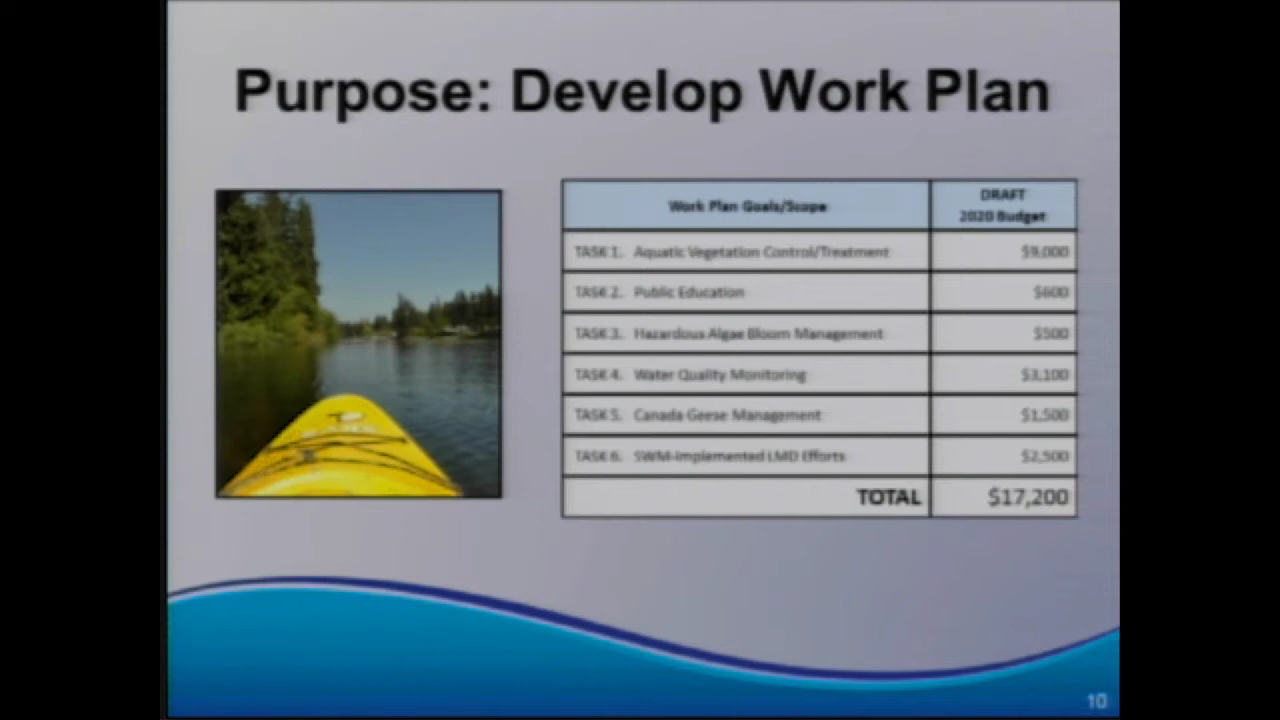 Purpose: Develop Work Plan
Work Plan Goals/Scope
DRAFT
2020 Budget
TASK 1. Aquatic Vegetation Control/Treatment $9,000
TASK 2. Public Education $600
TASK 3. Hazardous Algae Bloom Management $500
TASK 4. Water Quality Monitoring $3,100
TASK 5. Canada Geese Management $1,500
TASK 6. SWM-Implemented LMD Efforts $2,500
TOTAL $17,200
10